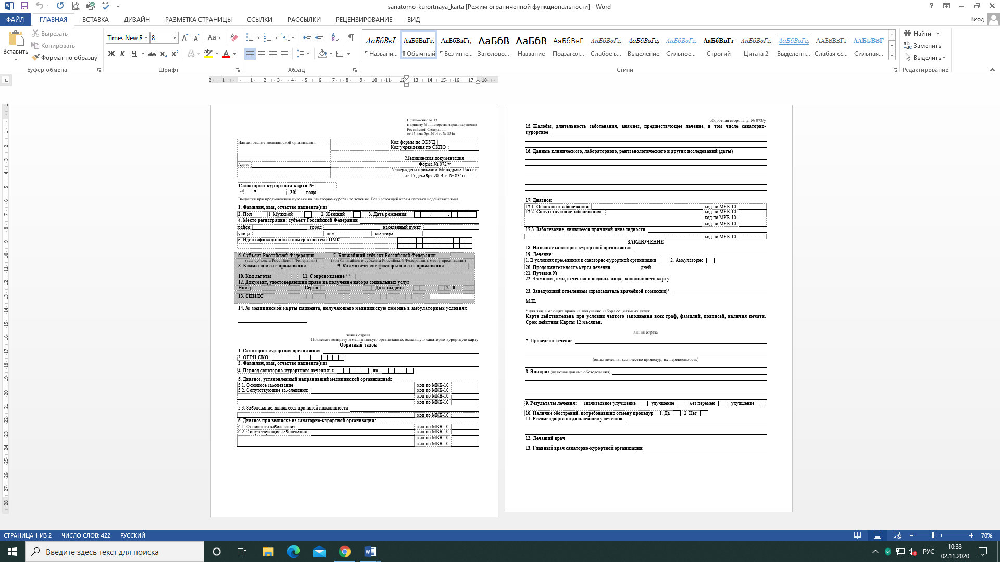 sanatorno-kurortnaya_karta [Режим ограниченной функциональности] - Word
ФАЙЛ ГЛАВНАЯ ВСТАВКА ДИЗАЙН РАЗМЕТКА СТРАНИЦЫ ССЫЛКИ РАССЫЛКИ РЕЦЕНЗИРОВАНИЕ ВИД Вход
Вставить
Вырезать
Копировать
Формат по образцу
Буфер обмена
Times New R 8
Шрифт
Абзац
АаБбВвГ АаБбВвГг, АаБбВвГг, АаБбВ АаБбВ АаБбВвГ АаБбВвГг, АаБбВвГг, АаБбВвГг, АаБбВвГг АаБбВвГг, АаБбВвГг, ААББВВГГ ААББВВГГ
¶ Названи... ¶ Обычный ¶ Без инте... Заголово... Название Подзагол... Слабое в... Выделение Сильное... Строгий Цитата 2 Выделенн... Слабая сс... Сильная...
Стили
Найти
Заменить
Выделить
Редактирование
Приложение № 13
к приказу Министерства здравоохранения
Российской Федерации
от 15 декабря 2014 г. № 834н
Наименование медицинской организации Код формы по ОКУД
Код учреждения по ОКПО
Медицинская документация
Адрес Форма № 072/у
Утверждена приказом Минздрава России
от 15 декабря 2014 г. № 834н
Санаторно-курортная карта №
“ ” 20 года
Выдается при предъявлении путевки на санаторно-курортное лечение. Без настоящей карты путевка недействительна.
1. Фамилия, имя, отчество пациента(ки)
2. Пол 1. Мужской 2. Женский 3. Дата рождения . .
4. Место регистрации: субъект Российской Федерации
район город населенный пункт
улица дом квартира
5. Идентификационный номер в системе ОМС
6. Субъект Российской Федерации 7. Ближайший субъект Российской Федерации
(код субъекта Российской Федерации) (код ближайшего субъекта Российской Федерации к месту проживания)
8. Климат в месте проживания 9. Климатические факторы в месте проживания
10. Код льготы 11. Сопровождение **
12. Документ, удостоверяющий право на получение набора социальных услуг
Номер Серия Дата выдачи . . 2 0
13. СНИЛС
14. № медицинской карты пациента, получающего медицинскую помощь в амбулаторных условиях
линия отреза
Подлежит возврату в медицинскую организацию, выдавшую санаторно-курортную карту
Обратный талон
1. Санаторно-курортная организация
2. ОГРН СКО
3. Фамилия, имя, отчество пациента(ки)
4. Период санаторно-курортного лечения: с . по .
5. Диагноз, установленный направившей медицинской организацией:
5.1. Основное заболевание код по МКБ-10
5.2. Сопутствующие заболевания: код по МКБ-10
код по МКБ-10
код по МКБ-10
5.3. Заболевание, явившееся причиной инвалидности
код по МКБ-10
6. Диагноз при выписке из санаторно-курортной организации:
6.1. Основного заболевания код по МКБ-10
6.2. Сопутствующие заболевания: код по МКБ-10
код по МКБ-10
код по МКБ-10
оборотная сторона ф. № 072/у
15. Жалобы, длительность заболевания, анамнез, предшествующее лечение, в том числе санаторно-
курортное
16. Данные клинического, лабораторного, рентгенологического и других исследований (даты)
17. Диагноз:
17.1. Основного заболевания код по МКБ-10
17.2. Сопутствующие заболевания: код по МКБ-10
код по МКБ-10
код по МКБ-10
17.3. Заболевание, явившееся причиной инвалидности
код по МКБ-10
ЗАКЛЮЧЕНИЕ
18. Название санаторно-курортной организации
19. Лечение:
1. В условиях пребывания в санаторно-курортной организации 2. Амбулаторно
20. Продолжительность курса лечения дней.
21. Путевка №
22. Фамилия, имя, отчество и подпись лица, заполнившего карту
23. Заведующий отделением (председатель врачебной комиссии)*
М.П.
* для лиц, имеющих право на получение набора социальных услуг
Карта действительна при условии четкого заполнения всех граф, фамилий, подписей, наличия печати.
Срок действия Карты 12 месяцев.
линия отреза
7. Проведено лечение
(виды лечения, количество процедур, их переносимость)
8. Эпикриз (включая данные обследования)
9. Результаты лечения: значительное улучшение улучшение без перемен ухудшение
10. Наличие обострений, потребовавших отмену процедур 1. Да 2. Нет
11. Рекомендации по дальнейшему лечению:
12. Лечащий врач
13. Главный врач санаторно-курортной организации
СТРАНИЦА 1 ИЗ 2 ЧИСЛО СЛОВ: 422 РУССКИЙ 70%
Введите здесь текст для поиска
РУС
10:33
02.11.2020